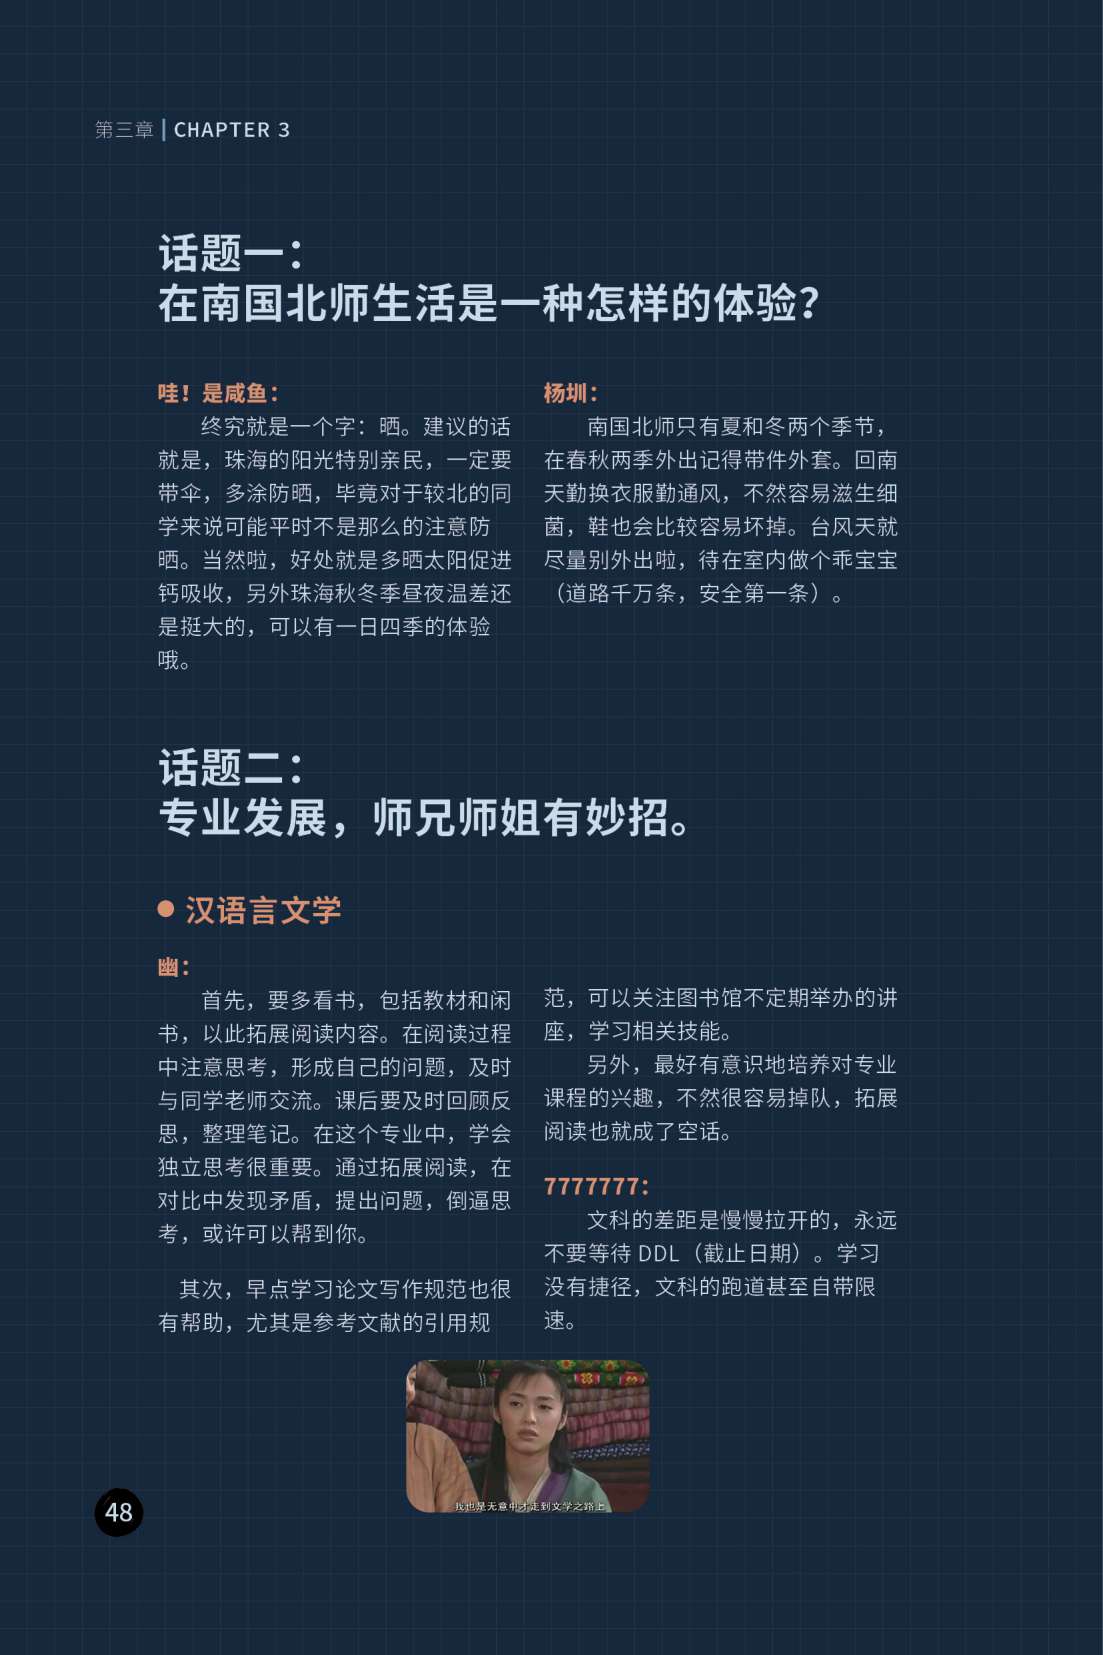 第三章 | CHAPTER 3
话题一：
在南国北师生活是一种怎样的体验？
哇！是咸鱼：
终究就是一个字：晒。建议的话
就是，珠海的阳光特别亲民，一定要
带伞，多涂防晒，毕竟对于较北的同
学来说可能平时不是那么的注意防
晒。当然啦，好处就是多晒太阳促进
钙吸收，另外珠海秋冬季昼夜温差还
是挺大的，可以有一日四季的体验
哦。
杨圳：
南国北师只有夏和冬两个季节，
在春秋两季外出记得带件外套。回南
天勤换衣服勤通风，不然容易滋生细
菌，鞋也会比较容易坏掉。台风天就
尽量别外出啦，待在室内做个乖宝宝
（道路千万条，安全第一条）。
话题二：
专业发展，师兄师姐有妙招。
汉语言文学
幽：
首先，要多看书，包括教材和闲
书，以此拓展阅读内容。在阅读过程
中注意思考，形成自己的问题，及时
与同学老师交流。课后要及时回顾反
思，整理笔记。在这个专业中，学会
独立思考很重要。通过拓展阅读，在
对比中发现矛盾，提出问题，倒逼思
考，或许可以帮到你。
其次，早点学习论文写作规范也很
有帮助，尤其是参考文献的引用规
范，可以关注图书馆不定期举办的讲
座，学习相关技能。
另外，最好有意识地培养对专业
课程的兴趣，不然很容易掉队，拓展
阅读也就成了空话。
7777777：
文科的差距是慢慢拉开的，永远
不要等待 DDL（截止日期）。学习
没有捷径，文科的跑道甚至自带限
速。
我也是无意中才走到文学之路上
48